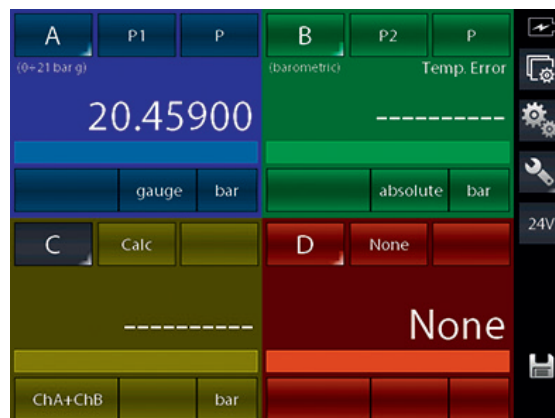 A P1 P
(0÷21 bar g)
20.45900
gauge bar
B P2 P
(barometric) Temp. Error
----------
absolute bar
C Calc
----------
ChA+ChB bar
D None
None
24V